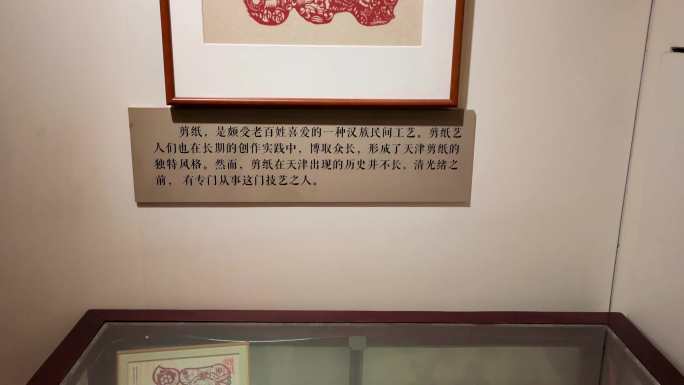 剪纸，是颇受老百姓喜爱的一种汉族民间工艺。剪纸艺
人们也在长期的创作实践中，博取众长，形成了天津剪纸的
独特风格。然而，剪纸在天津出现的历史并不长，清光绪之
前，有专门从事这门技艺之人。